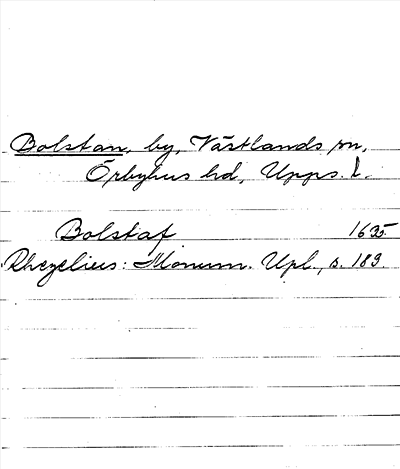 Bolstan, by, Västlands sn,
Örbyhus hd, Upps. l.
Bolstaf 1635.
Rhezelius: Monum. Upl., s. 183.